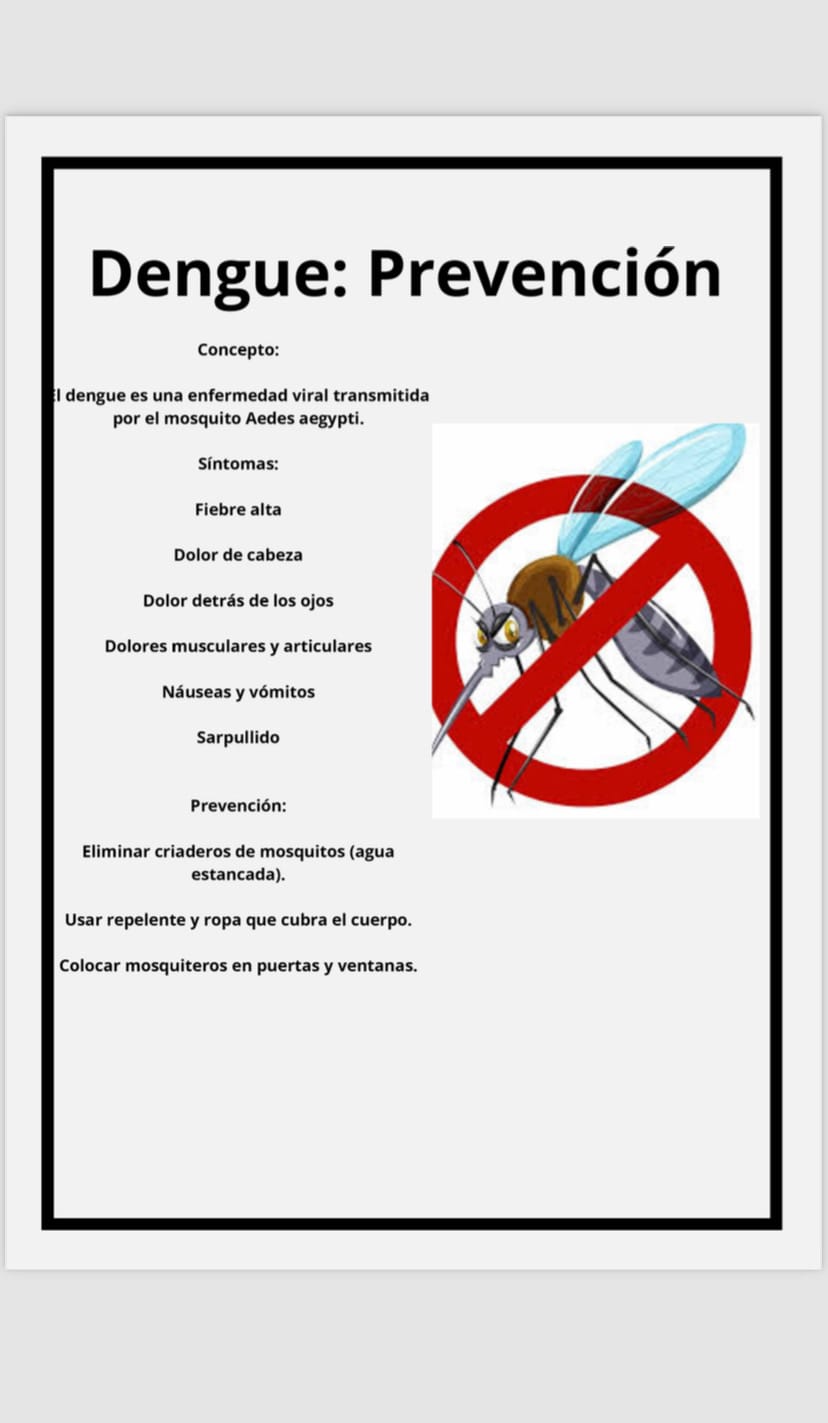 Dengue: Prevención
Concepto:
El dengue es una enfermedad viral transmitida
por el mosquito Aedes aegypti.
Síntomas:
Fiebre alta
Dolor de cabeza
Dolor detrás de los ojos
Dolores musculares y articulares
Náuseas y vómitos
Sarpullido
Prevención:
Eliminar criaderos de mosquitos (agua
estancada).
Usar repelente y ropa que cubra el cuerpo.
Colocar mosquiteros en puertas y ventanas.